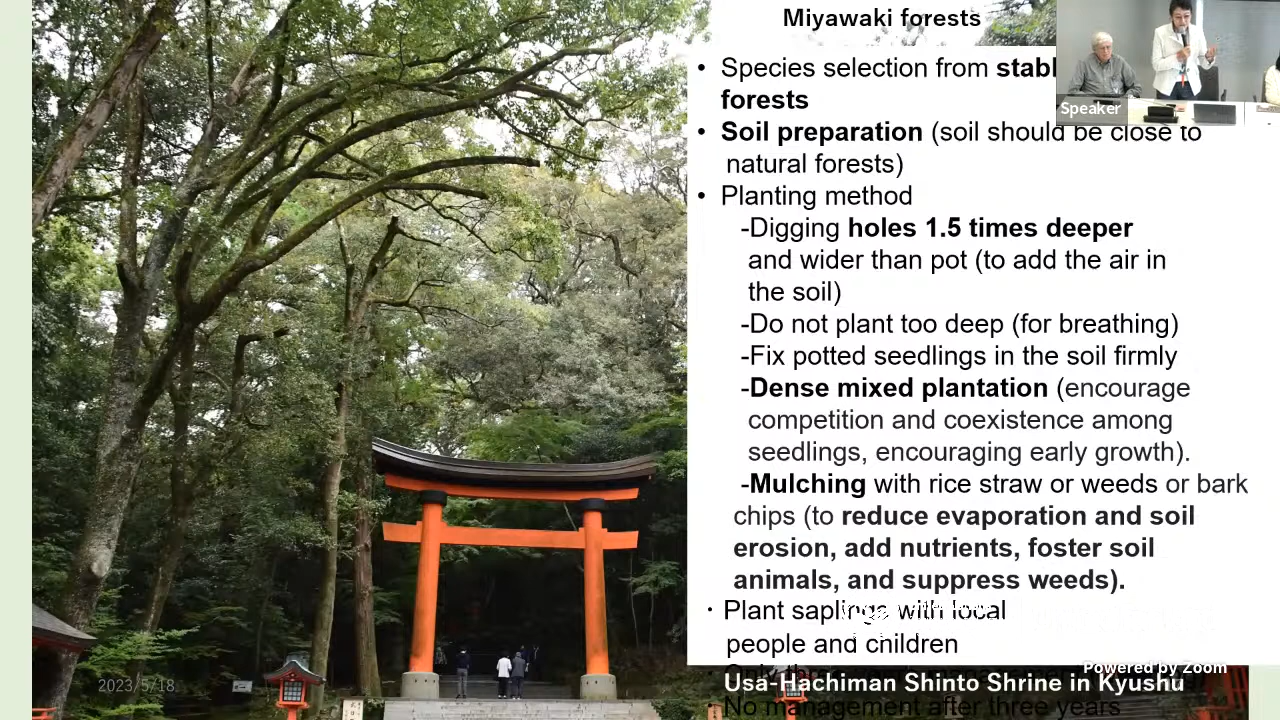 Miyawaki forests
• Species selection from
forests
• Soil preparation (soil should be close to
natural forests)
• Planting method
-Digging holes 1.5 times deeper
and wider than pot (to add the air in
the soil)
-Do not plant too deep (for breathing)
-Fix potted seedlings in the soil firmly
-Dense mixed plantation (encourage
competition and coexistence among
seedlings, encouraging early growth).
-Mulching with rice straw or weeds or bark
chips (to reduce evaporation and soil
erosion, add nutrients, foster soil
animals, and suppress weeds).
・Plant saplings with local
people and children
Usa-Hachiman Shinto Shrine in Kyushu
No management after three years
Speaker
Powered by Zoom
2023/5/18